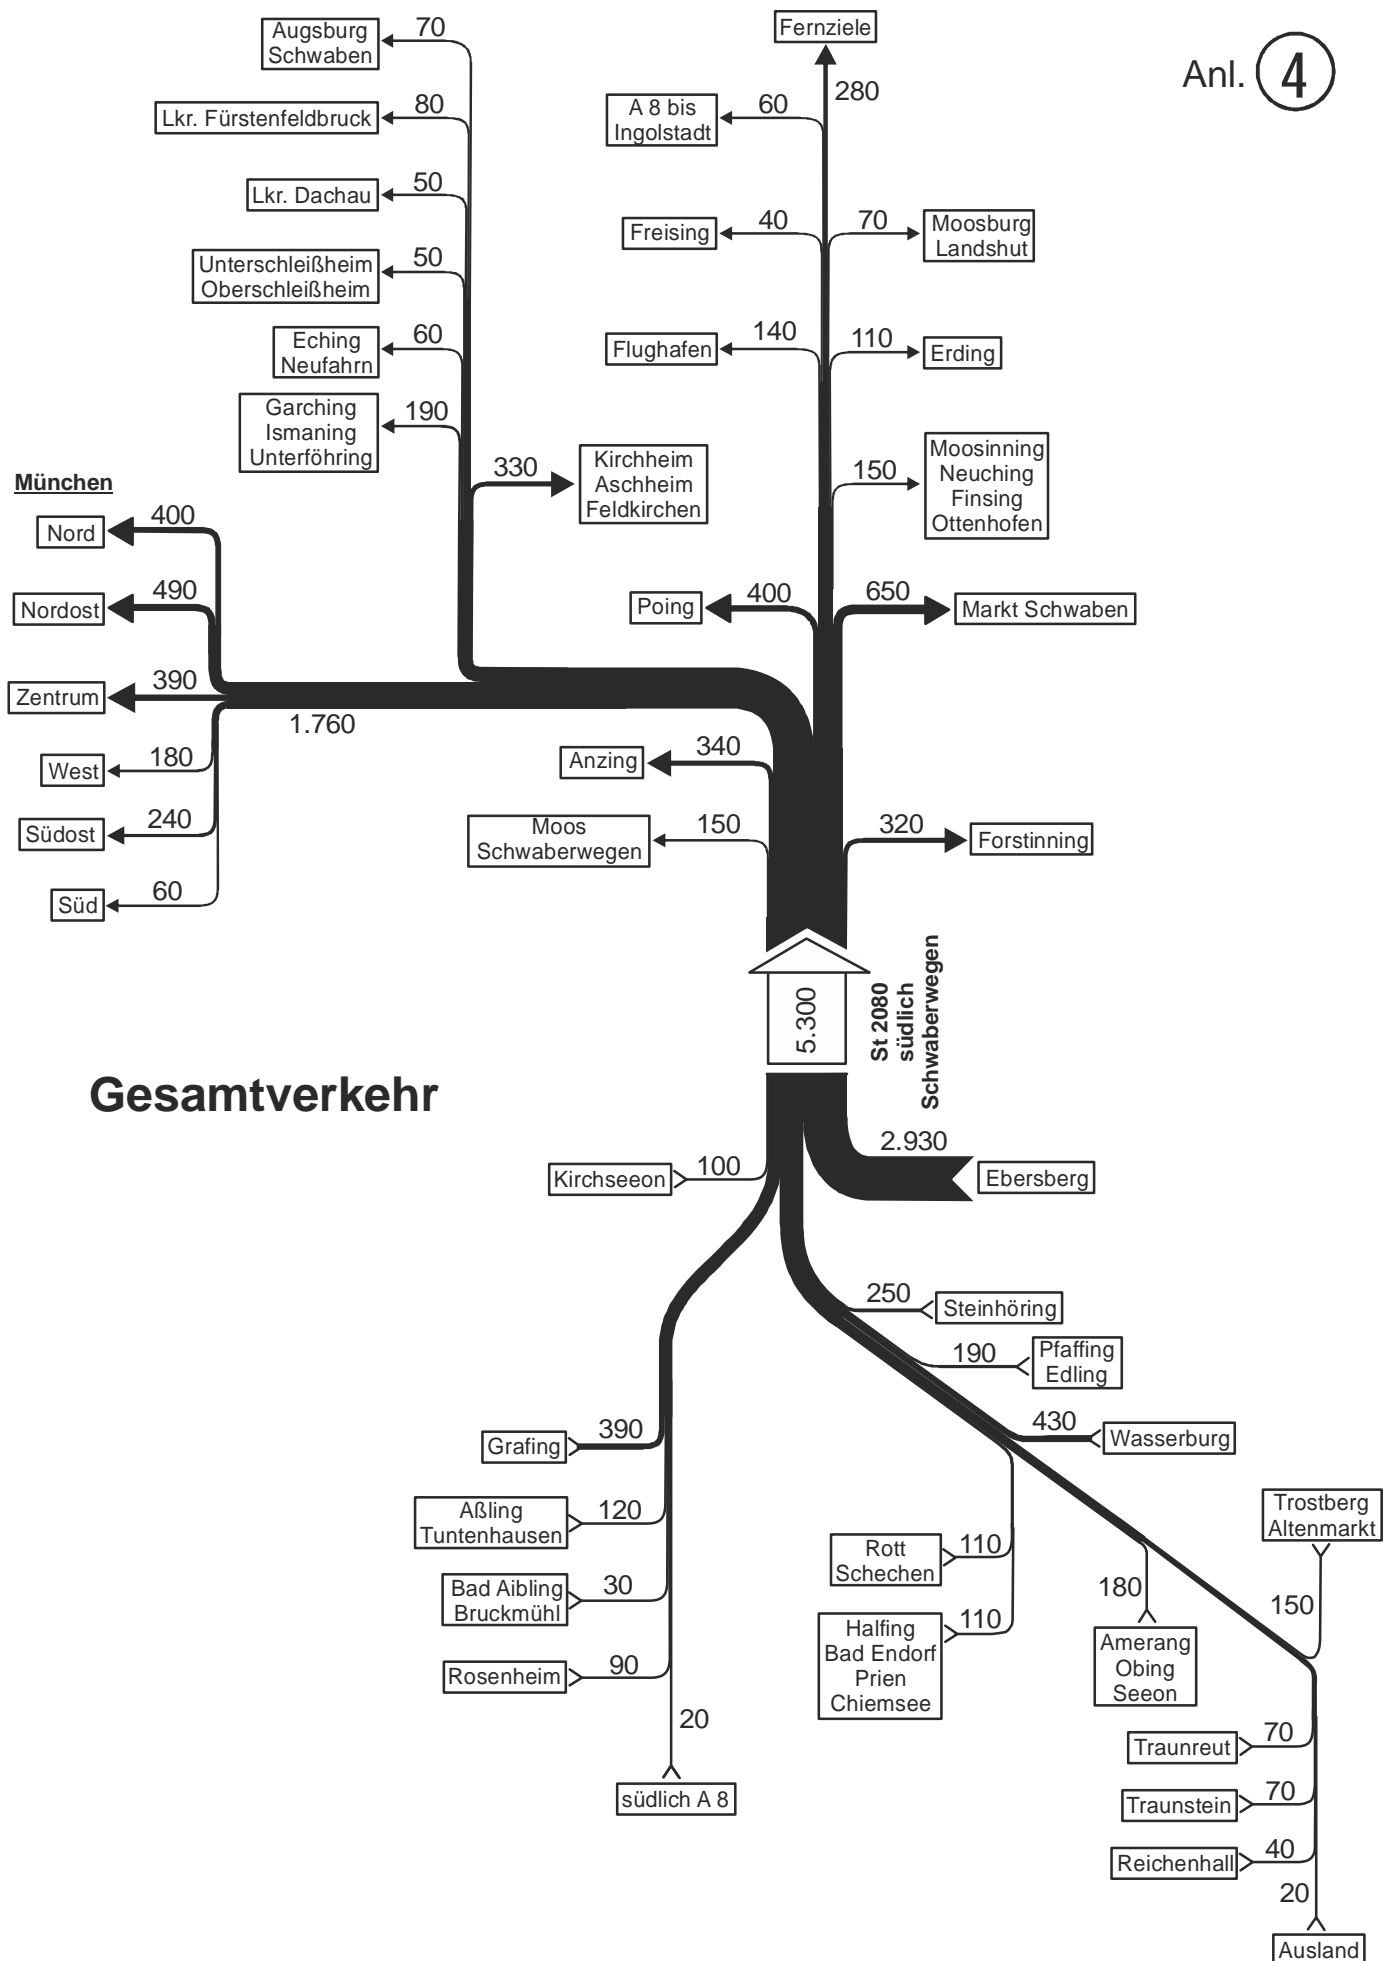 Anl. 4
Augsburg
Schwaben
70
Lkr. Fürstenfeldbruck
80
Lkr. Dachau
50
Unterschleißheim
Oberschleißheim
50
Eching
Neufahrn
60
Garching
Ismaning
Unterföhring
190
330
Kirchheim
Aschheim
Feldkirchen
Fernziele
280
A 8 bis
Ingolstadt
60
Freising
40
70
Moosburg
Landshut
Flughafen
140
110
Erding
150
Moosinning
Neuching
Finsing
Ottenhofen
Poing
400
650
Markt Schwaben
München
Nord
400
Nordost
490
Zentrum
390
1.760
West
180
Südost
240
Süd
60
Anzing
340
Moos
Schwaberwegen
150
320
Forstinning
5.300
St 2080
südlich
Schwaberwegen
Gesamtverkehr
Kirchseeon
100
2.930
Ebersberg
250
Steinhöring
190
Pfaffing
Edling
430
Wasserburg
Grafing
390
Aßling
Tuntenhausen
120
Bad Aibling
Bruckmühl
30
Rosenheim
90
20
südlich A 8
Rott
Schechen
110
Halfing
Bad Endorf
Prien
Chiemsee
110
180
Amerang
Obing
Seeon
Trostberg
Altenmarkt
150
Traunreut
70
Traunstein
70
Reichenhall
40
20
Ausland